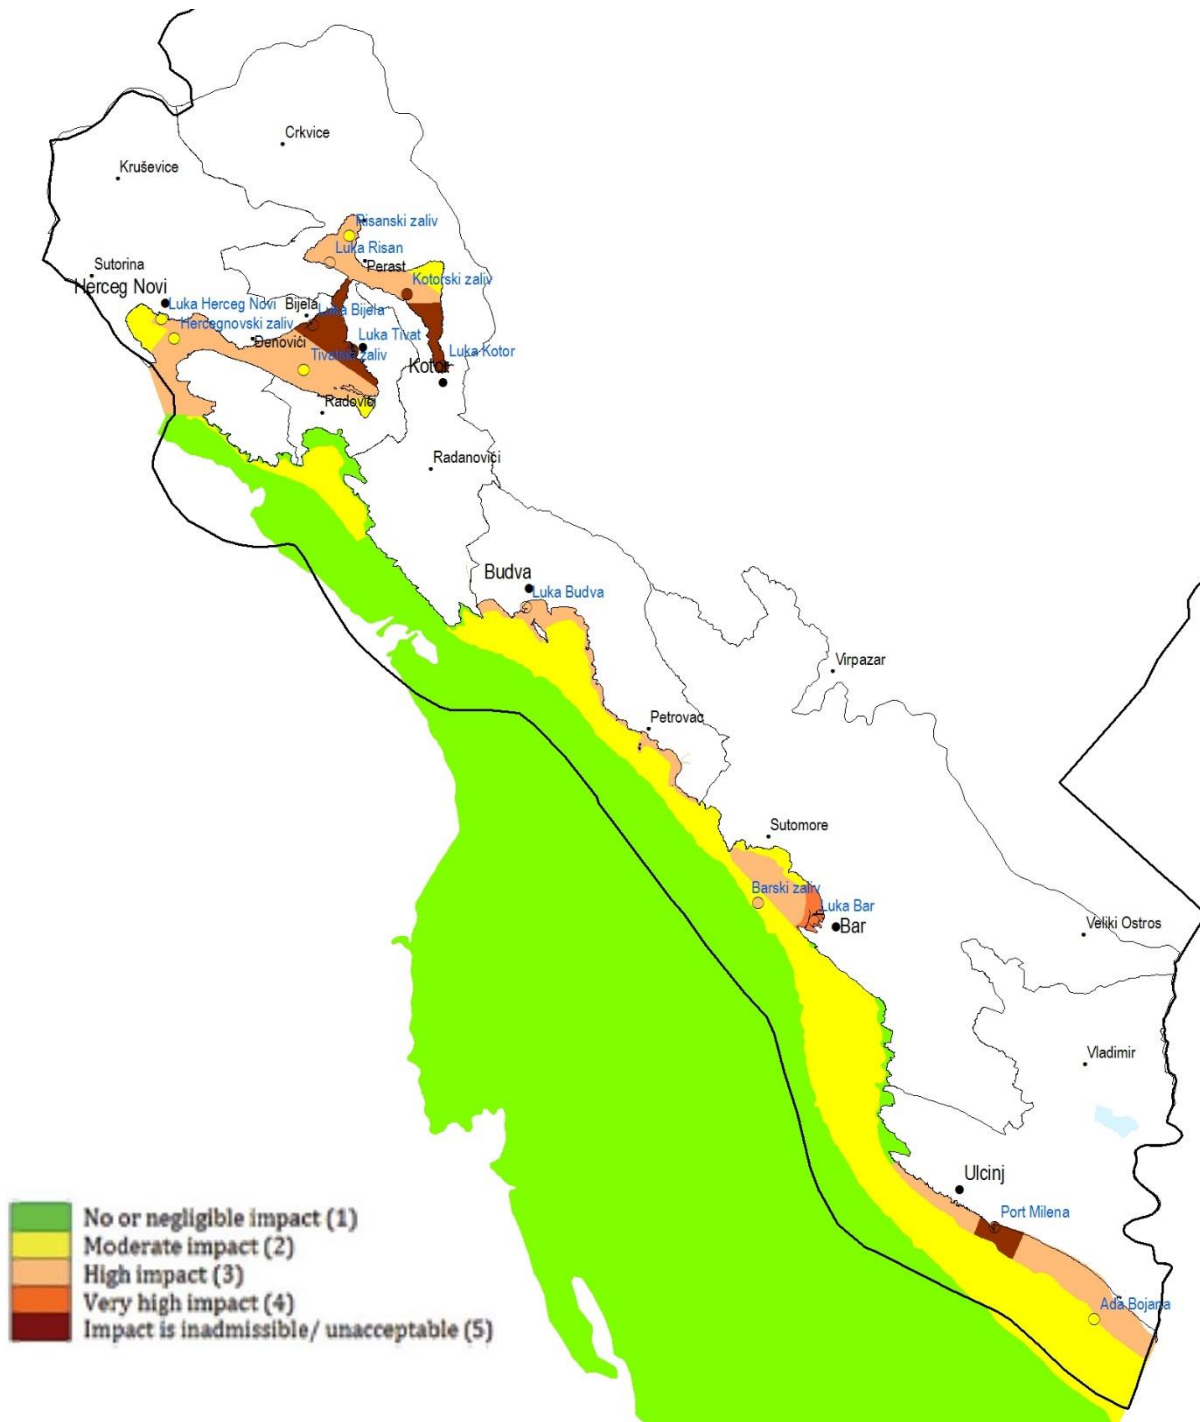 Crkvice
Kruševice
Risanski zaliv
Luka Risan
Perast
Sutorina
Herceg Novi
Kotorski zaliv
Luka Herceg Novi
Bijela
Luka Bijela
Hercegnovski zaliv
Đenovići
Luka Tivat
Tivatski zaliv
Luka Kotor
Kotor
Radovići
Radanovići
Budva
Luka Budva
Virpazar
Petrovac
Sutomore
Barski zaliv
Luka Bar
Bar
Veliki Ostros
Vladimir
Ulcinj
Port Milena
Ada Bojana
No or negligible impact (1)
Moderate impact (2)
High impact (3)
Very high impact (4)
Impact is inadmissible/ unacceptable (5)